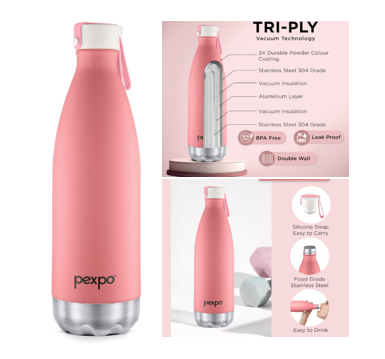 pexpo
TRI-PLY
Vacuum Technology
3X Durable Powder Colour
Coating
Stainless Steel 304 Grade
Vacuum Insulation
Aluminium Layer
Vacuum Insulation
Stainless Steel 304 Grade
pexpo
BPA Free
Leak Proof
Double Wall
pexpo
Silicone Strap
Easy to Carry
Food Grade
Stainless Steel
Easy to Drink